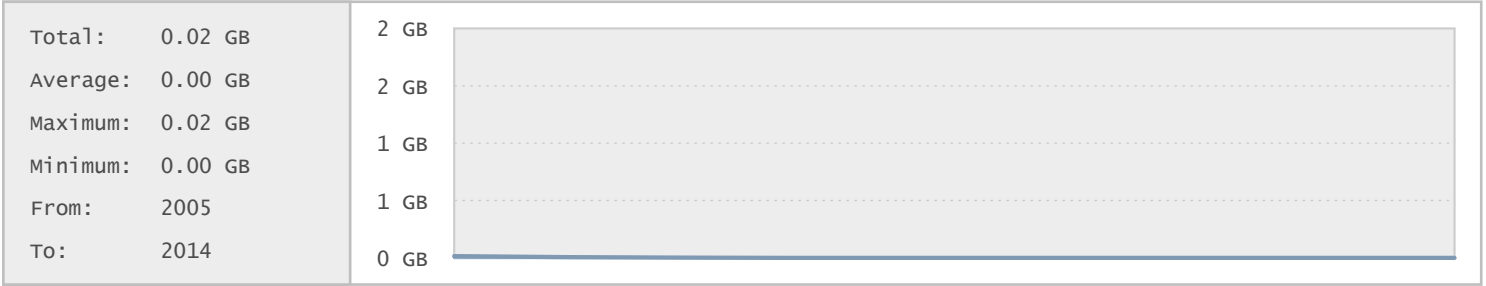 Total: 0.02 GB
Average: 0.00 GB
Maximum: 0.02 GB
Minimum: 0.00 GB
From: 2005
To: 2014
2 GB
2 GB
1 GB
1 GB
0 GB